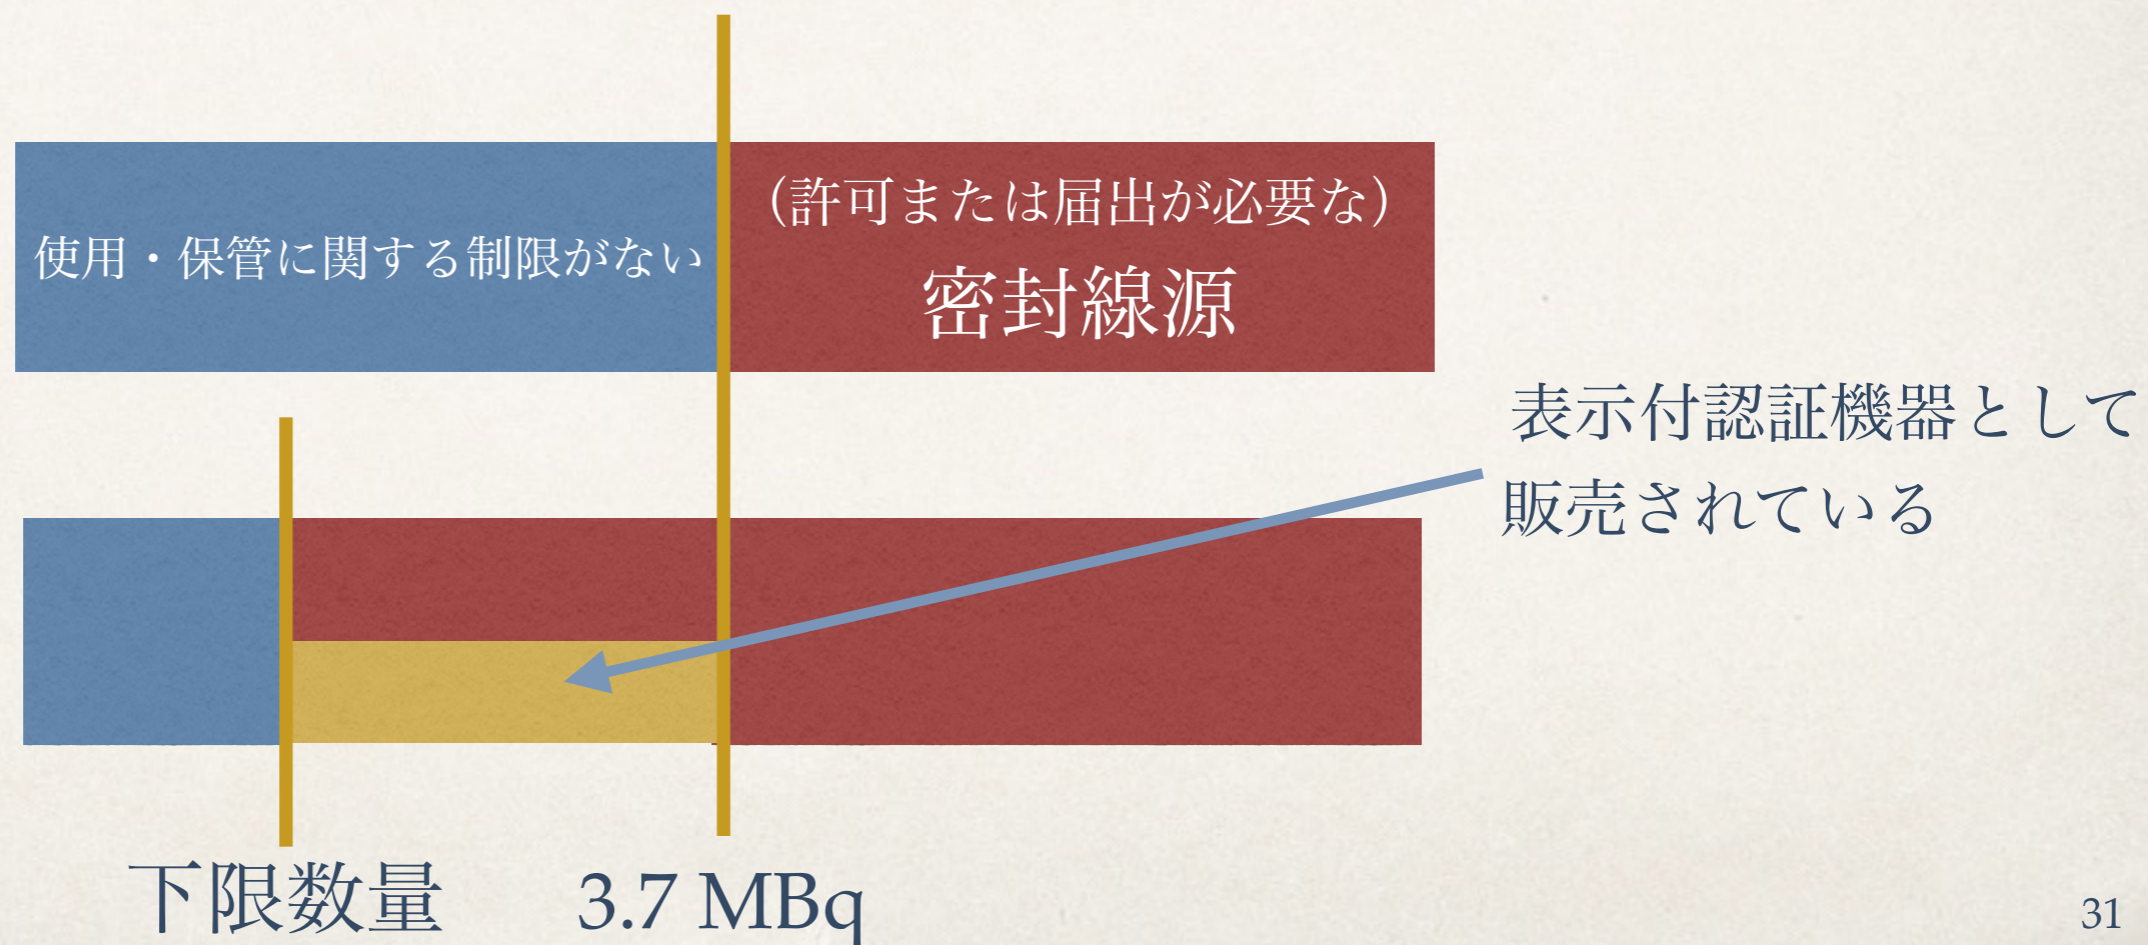 使用・保管に関する制限がない
（許可または届出が必要な）
密封線源
表示付認証機器として
販売されている
下限数量
3.7 MBq
31